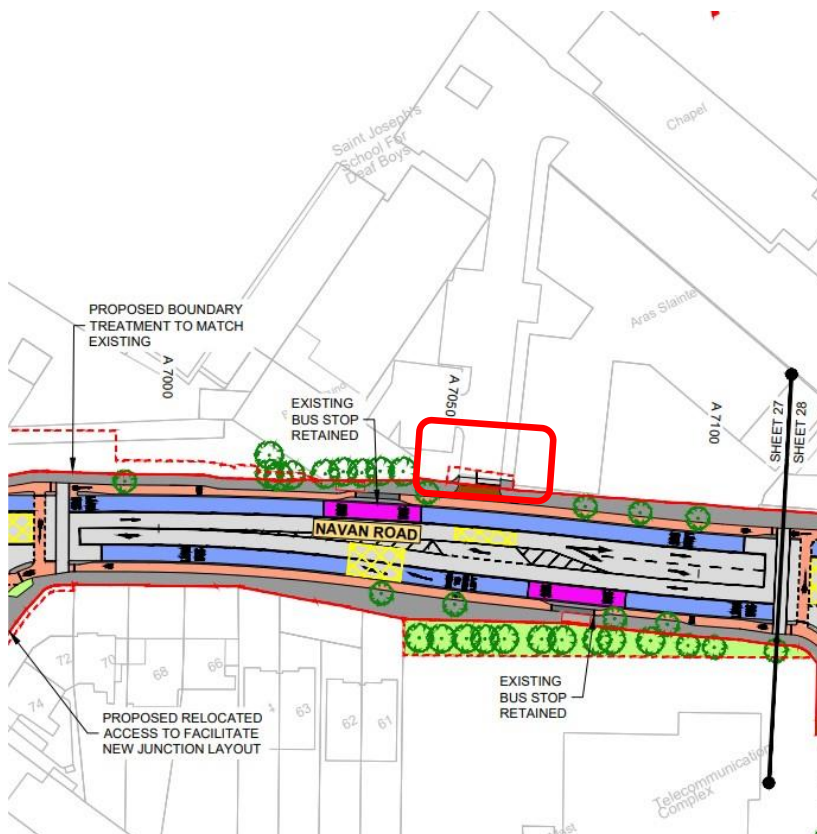 Chapel
Saint Joseph's
School For
Deaf Boys
Aras Slainte
PROPOSED BOUNDARY
TREATMENT TO MATCH
EXISTING
A 7000
A 7050
A 7100
EXISTING
BUS STOP
RETAINED
SHEET 27
SHEET 28
NAVAN ROAD
72
70
68
66
74
63
62
61
EXISTING
BUS STOP
RETAINED
PROPOSED RELOCATED
ACCESS TO FACILITATE
NEW JUNCTION LAYOUT
Telecommunication
Complex